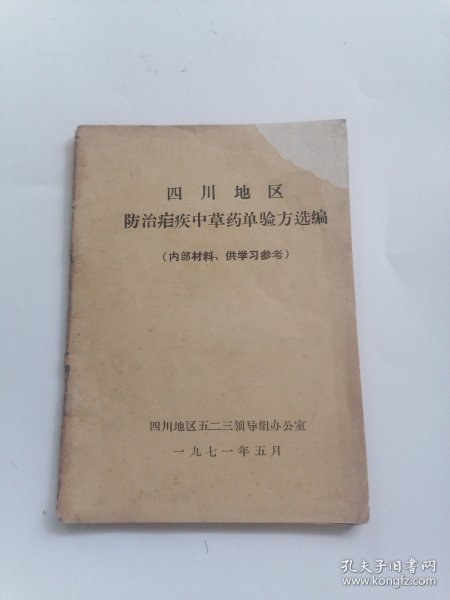 四川地区
防治疟疾中草药单验方选编
（内部材料、供学习参考）
四川地区五二三领导组办公室
一九七一年五月
孔夫子旧书网
www.kongfz.com